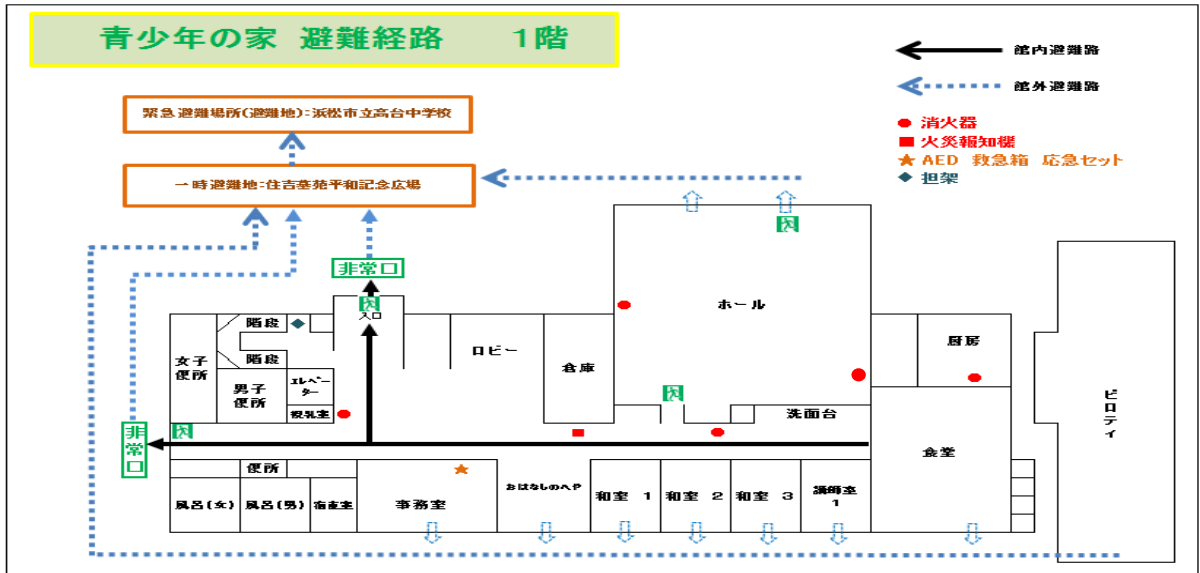 青少年の家 避難経路　1階
館内避難路
館外避難路
消火器
火災報知機
AED 救急箱 応急セット
担架
緊急避難場所(避難地):浜松市立高台中学校
一時避難地:住吉墓苑平和記念広場
非常口
入口
階段
階段
女子
便所
男子
便所
エレベー
ター
授乳室
ロビー
倉庫
ホール
洗面台
厨房
食堂
ピロティ
非常口
便所
風呂(女)
風呂(男)
宿直室
事務室
おはなしのへや
和室 1
和室 2
和室 3
講師室
1